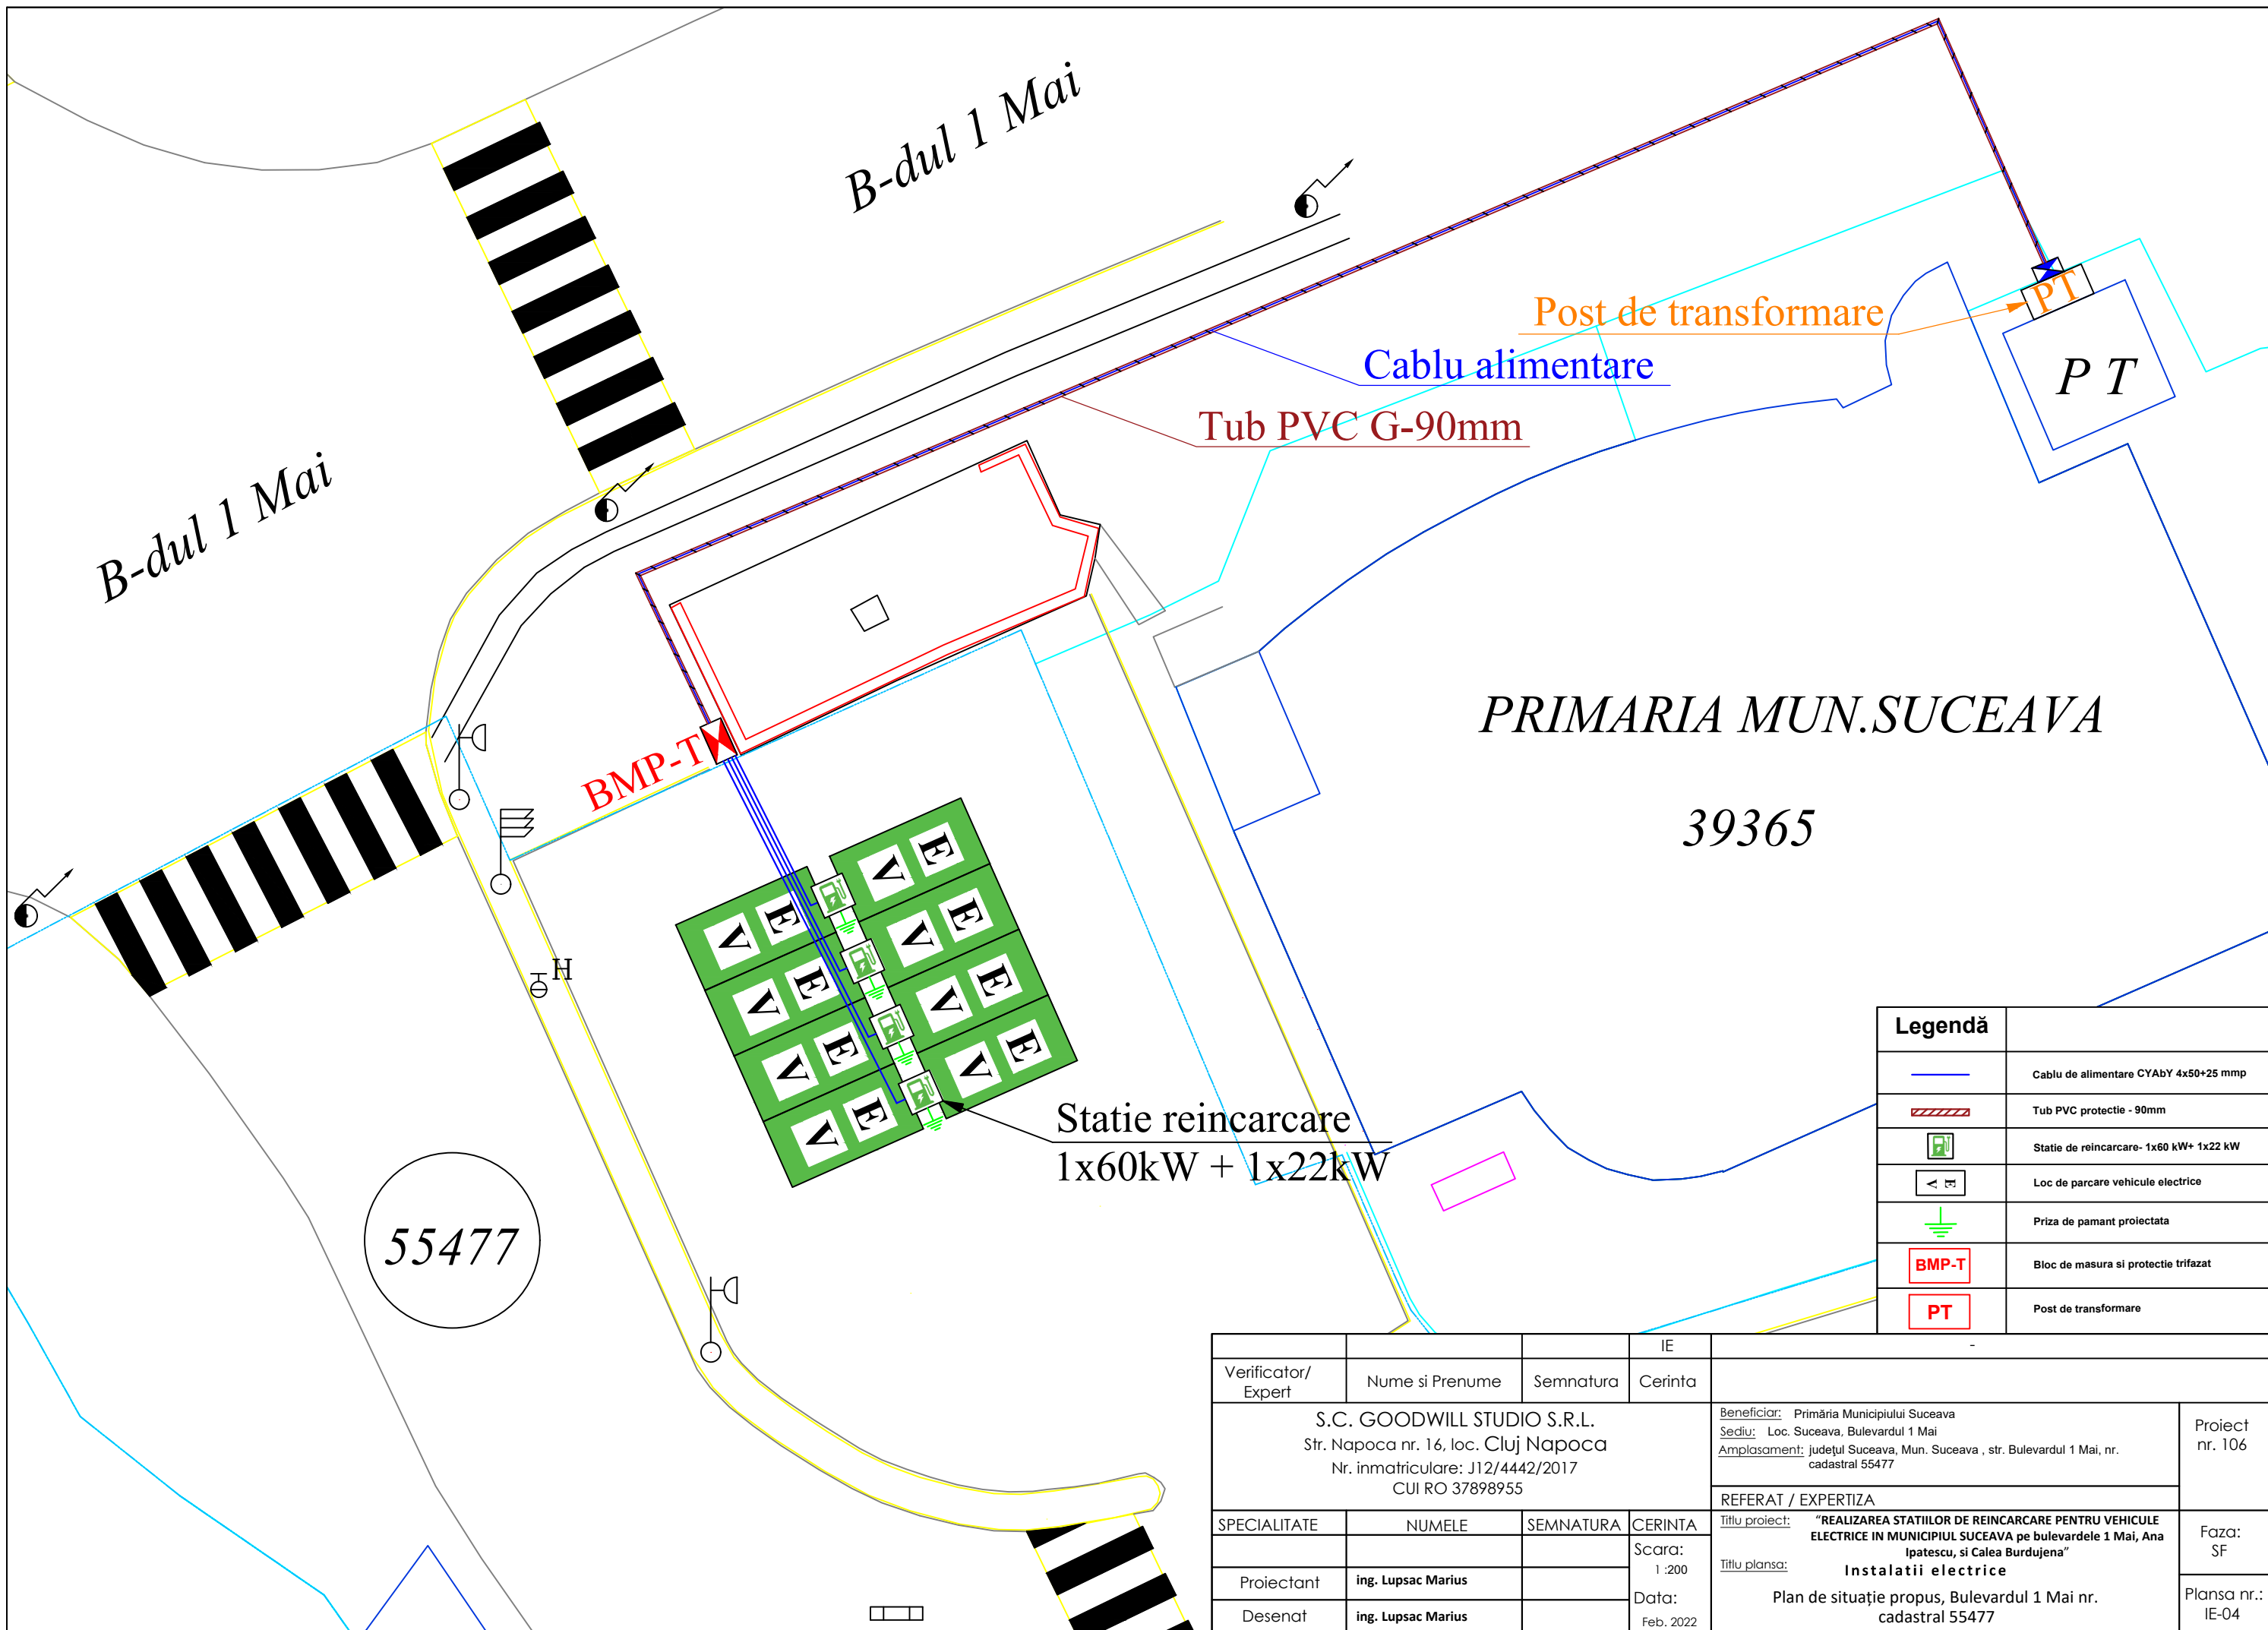 B-dul 1 Mai
B-dul 1 Mai
Post de transformare
PT
P T
Cablu alimentare
Tub PVC G-90mm
BMP-T
PRIMARIA MUN.SUCEAVA
39365
E
V
E
V
E
V
E
V
E
V
E
V
E
V
E
V
H
Statie reincarcare
1x60kW + 1x22kW
55477
Legendă
Cablu de alimentare CYAbY 4x50+25 mmp
Tub PVC protectie - 90mm
Statie de reincarcare- 1x60 kW+ 1x22 kW
V E
Loc de parcare vehicule electrice
Priza de pamant proiectata
BMP-T
Bloc de masura si protectie trifazat
PT
Post de transformare
IE
-
Verificator/
Expert
Nume si Prenume
Semnatura
Cerinta
S.C. GOODWILL STUDIO S.R.L.
Str. Napoca nr. 16, loc. Cluj Napoca
Nr. inmatriculare: J12/4442/2017
CUI RO 37898955
Beneficiar: Primăria Municipiului Suceava
Sediu: Loc. Suceava, Bulevardul 1 Mai
Amplasament: judeţul Suceava, Mun. Suceava , str. Bulevardul 1 Mai, nr.
cadastral 55477
Proiect
nr. 106
REFERAT / EXPERTIZA
SPECIALITATE
NUMELE
SEMNATURA
CERINTA
Titlu proiect: "REALIZAREA STATIILOR DE REINCARCARE PENTRU VEHICULE
ELECTRICE IN MUNICIPIUL SUCEAVA pe bulevardele 1 Mai, Ana
Ipatescu, si Calea Burdujena"
Faza:
SF
Scara:
1 :200
Titlu plansa: Instalatii electrice
Proiectant
ing. Lupsac Marius
Data:
Feb. 2022
Plan de situație propus, Bulevardul 1 Mai nr.
cadastral 55477
Plansa nr.:
IE-04
Desenat
ing. Lupsac Marius